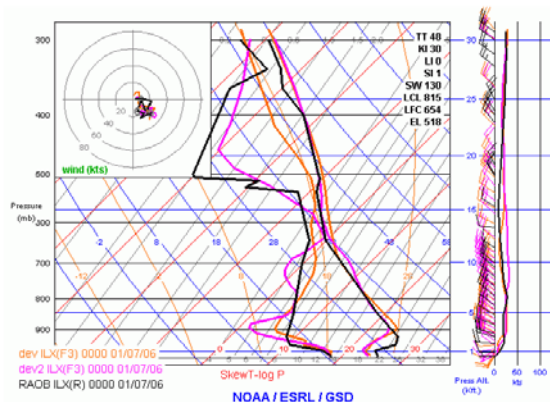 300
400
500
600
700
800
900
Pressure
(mb)
20
40
60
80
wind (kts)
TT 48
KI 30
LI 0
SI 1
SW 130
LCL 815
LFC 654
EL 518
-2
8
18
28
48
58
-12
-1
10
29
0
10
20
30
dev ILX(F3) 0000 01/07/06
dev2 ILX(F3) 0000 01/07/06
RAOB ILX(R) 0000 01/07/06
SkewT-log P
NOAA / ESRL / GSD
30
25
20
15
10
5
1
Press Alt.
(Kft.)
0
50
100
kts